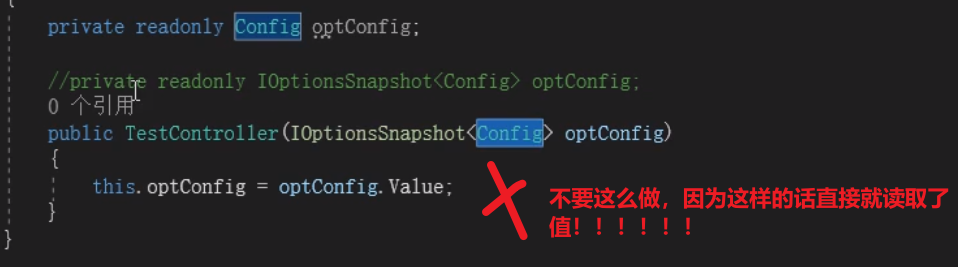 {
private readonly Config optConfig;
//private readonly IOptionsSnapshot<Config> optConfig;
0 个引用
public TestController(IOptionsSnapshot<Config> optConfig)
{
this.optConfig = optConfig.Value;
}
不要这么做，因为这样的话直接就读取了
值！！！！！！
}